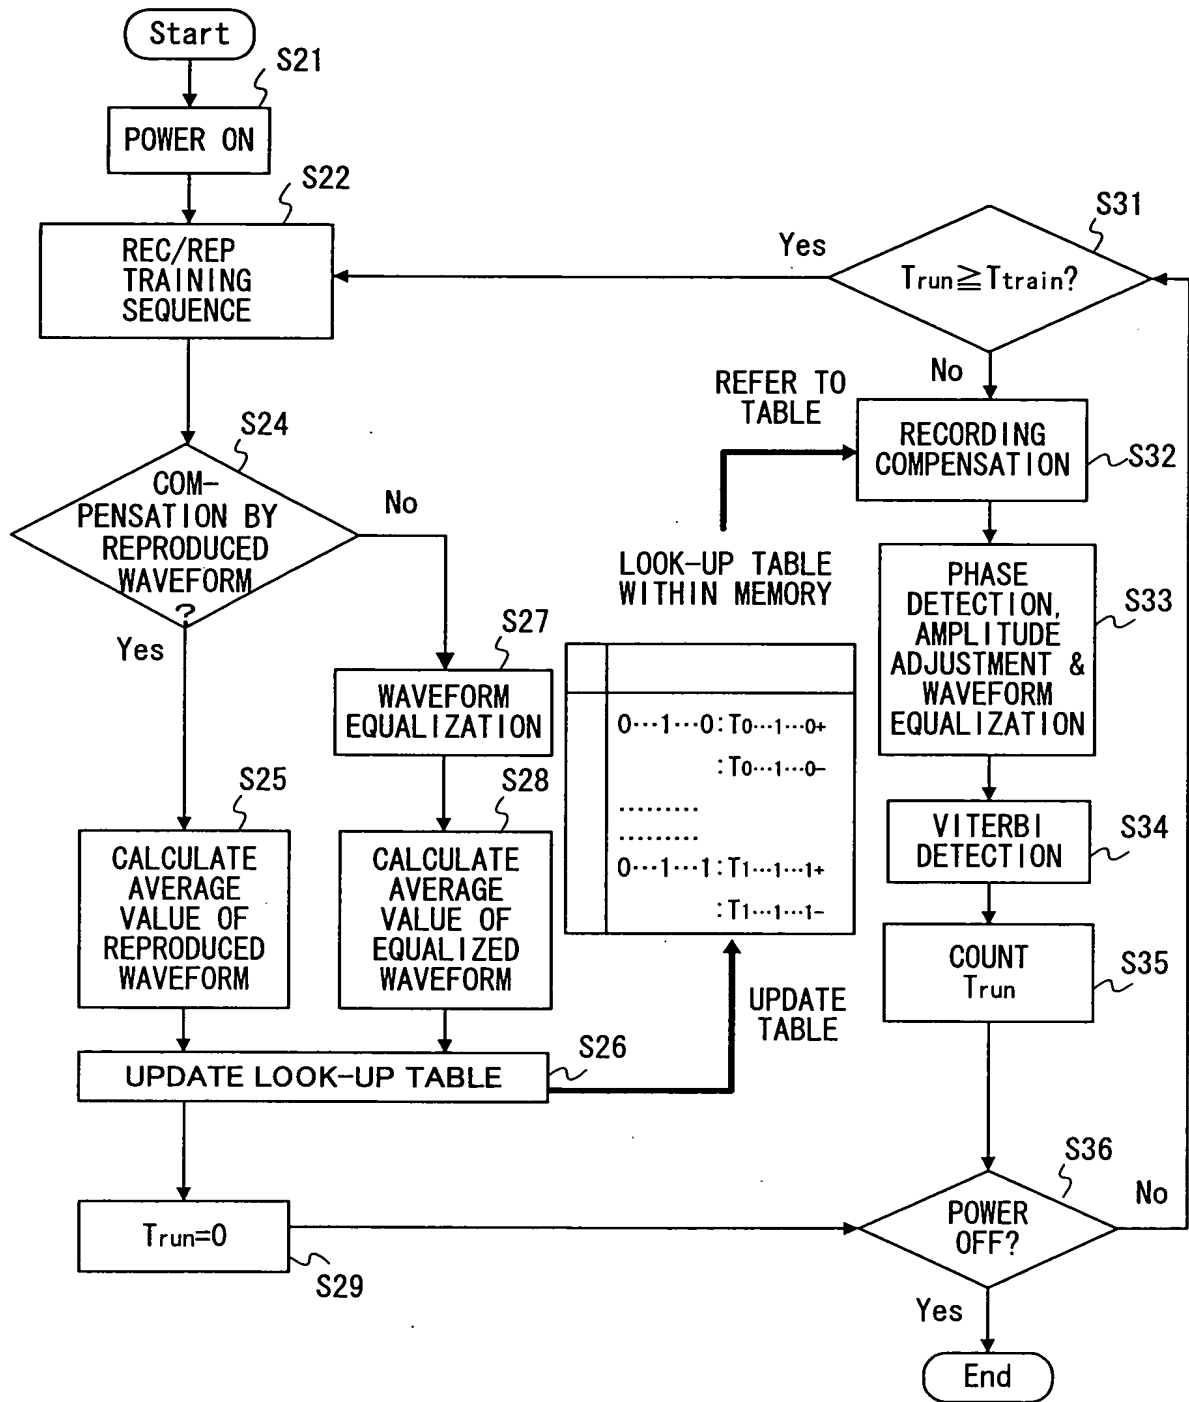 Start
S21
POWER ON
S22
REC/REP
TRAINING
SEQUENCE
S24
COM-
PENSATION BY
REPRODUCED
WAVEFORM
?
No
Yes
S27
WAVEFORM
EQUALIZATION
S25
CALCULATE
AVERAGE
VALUE OF
REPRODUCED
WAVEFORM
S28
CALCULATE
AVERAGE
VALUE OF
EQUALIZED
WAVEFORM
S26
UPDATE LOOK-UP TABLE
Trun=0
S29
REFER TO
TABLE
LOOK-UP TABLE
WITHIN MEMORY
0···1···0:T0···1···0+
:T0···1···0-
·········
·········
0···1···1:T1···1···1+
:T1···1···1-
UPDATE
TABLE
S31
Yes
Trun≧Ttrain?
No
RECORDING
COMPENSATION
S32
PHASE
DETECTION,
AMPLITUDE
ADJUSTMENT &
WAVEFORM
EQUALIZATION
S33
VITERBI
DETECTION
S34
COUNT
Trun
S35
S36
POWER
OFF?
No
Yes
End